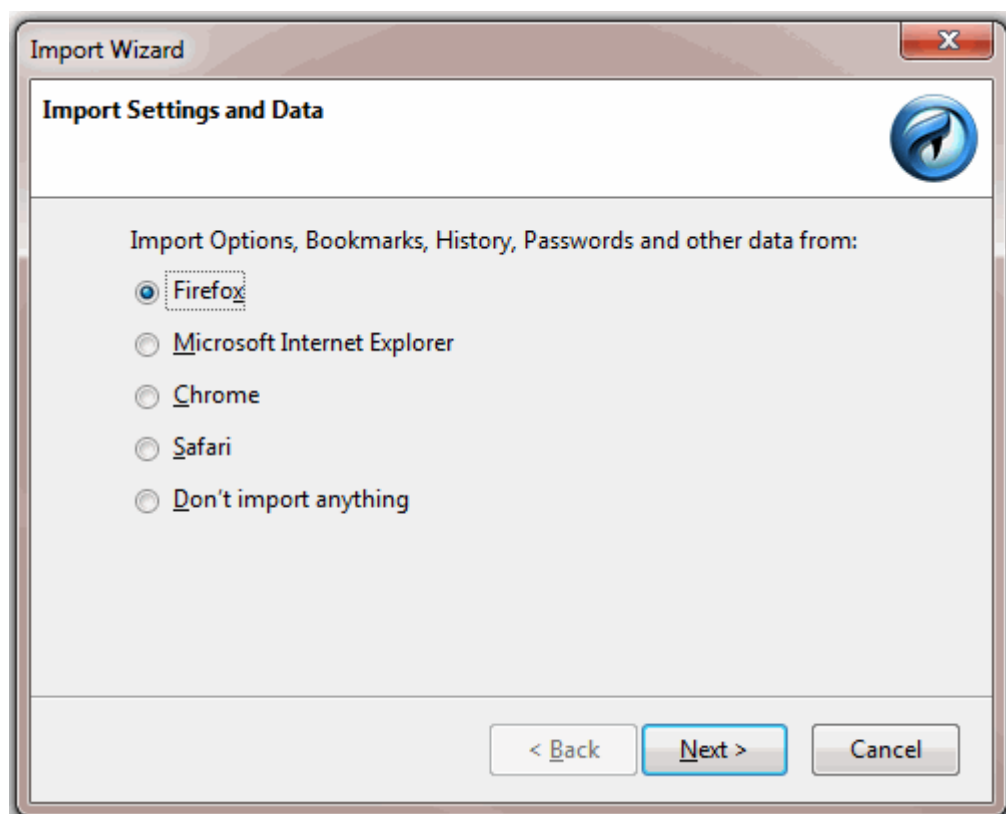 Import Wizard
Import Settings and Data
Import Options, Bookmarks, History, Passwords and other data from:
Firefox
Microsoft Internet Explorer
Chrome
Safari
Don't import anything
< Back Next > Cancel